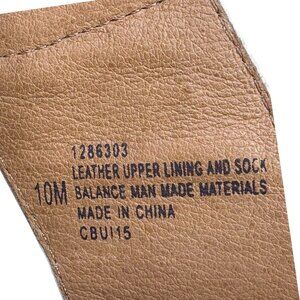 1286303
LEATHER UPPER LINING AND SOCK
10M BALANCE MAN MADE MATERIALS
MADE IN CHINA
CBUI15